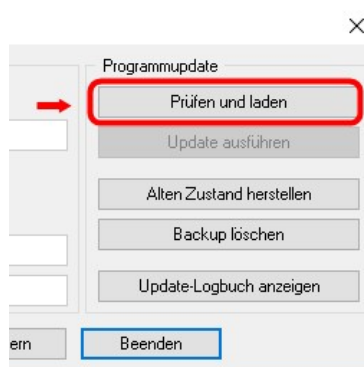 Programmupdate
Prüfen und laden
Update ausführen
Alten Zustand herstellen
Backup löschen
Update-Logbuch anzeigen
ern
Beenden